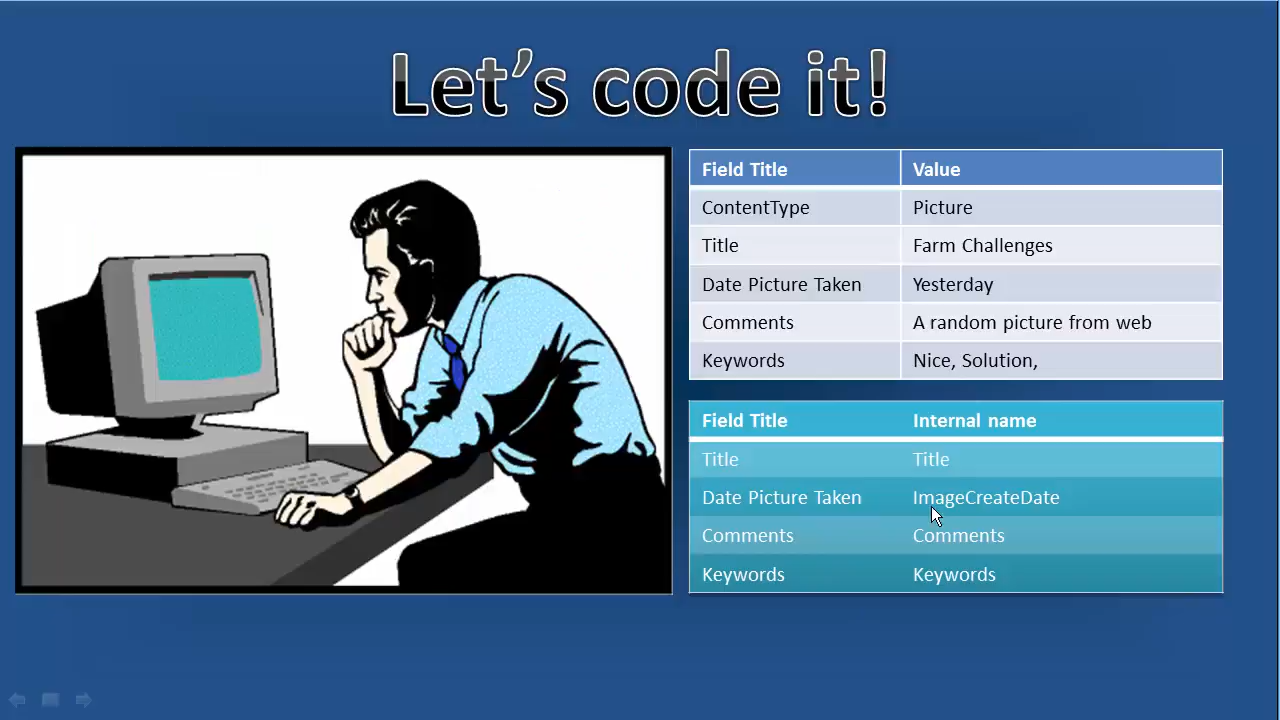 Let's code it!
Field Title Value
ContentType Picture
Title Farm Challenges
Date Picture Taken Yesterday
Comments A random picture from web
Keywords Nice, Solution,
Field Title Internal name
Title Title
Date Picture Taken ImageCreateDate
Comments Comments
Keywords Keywords